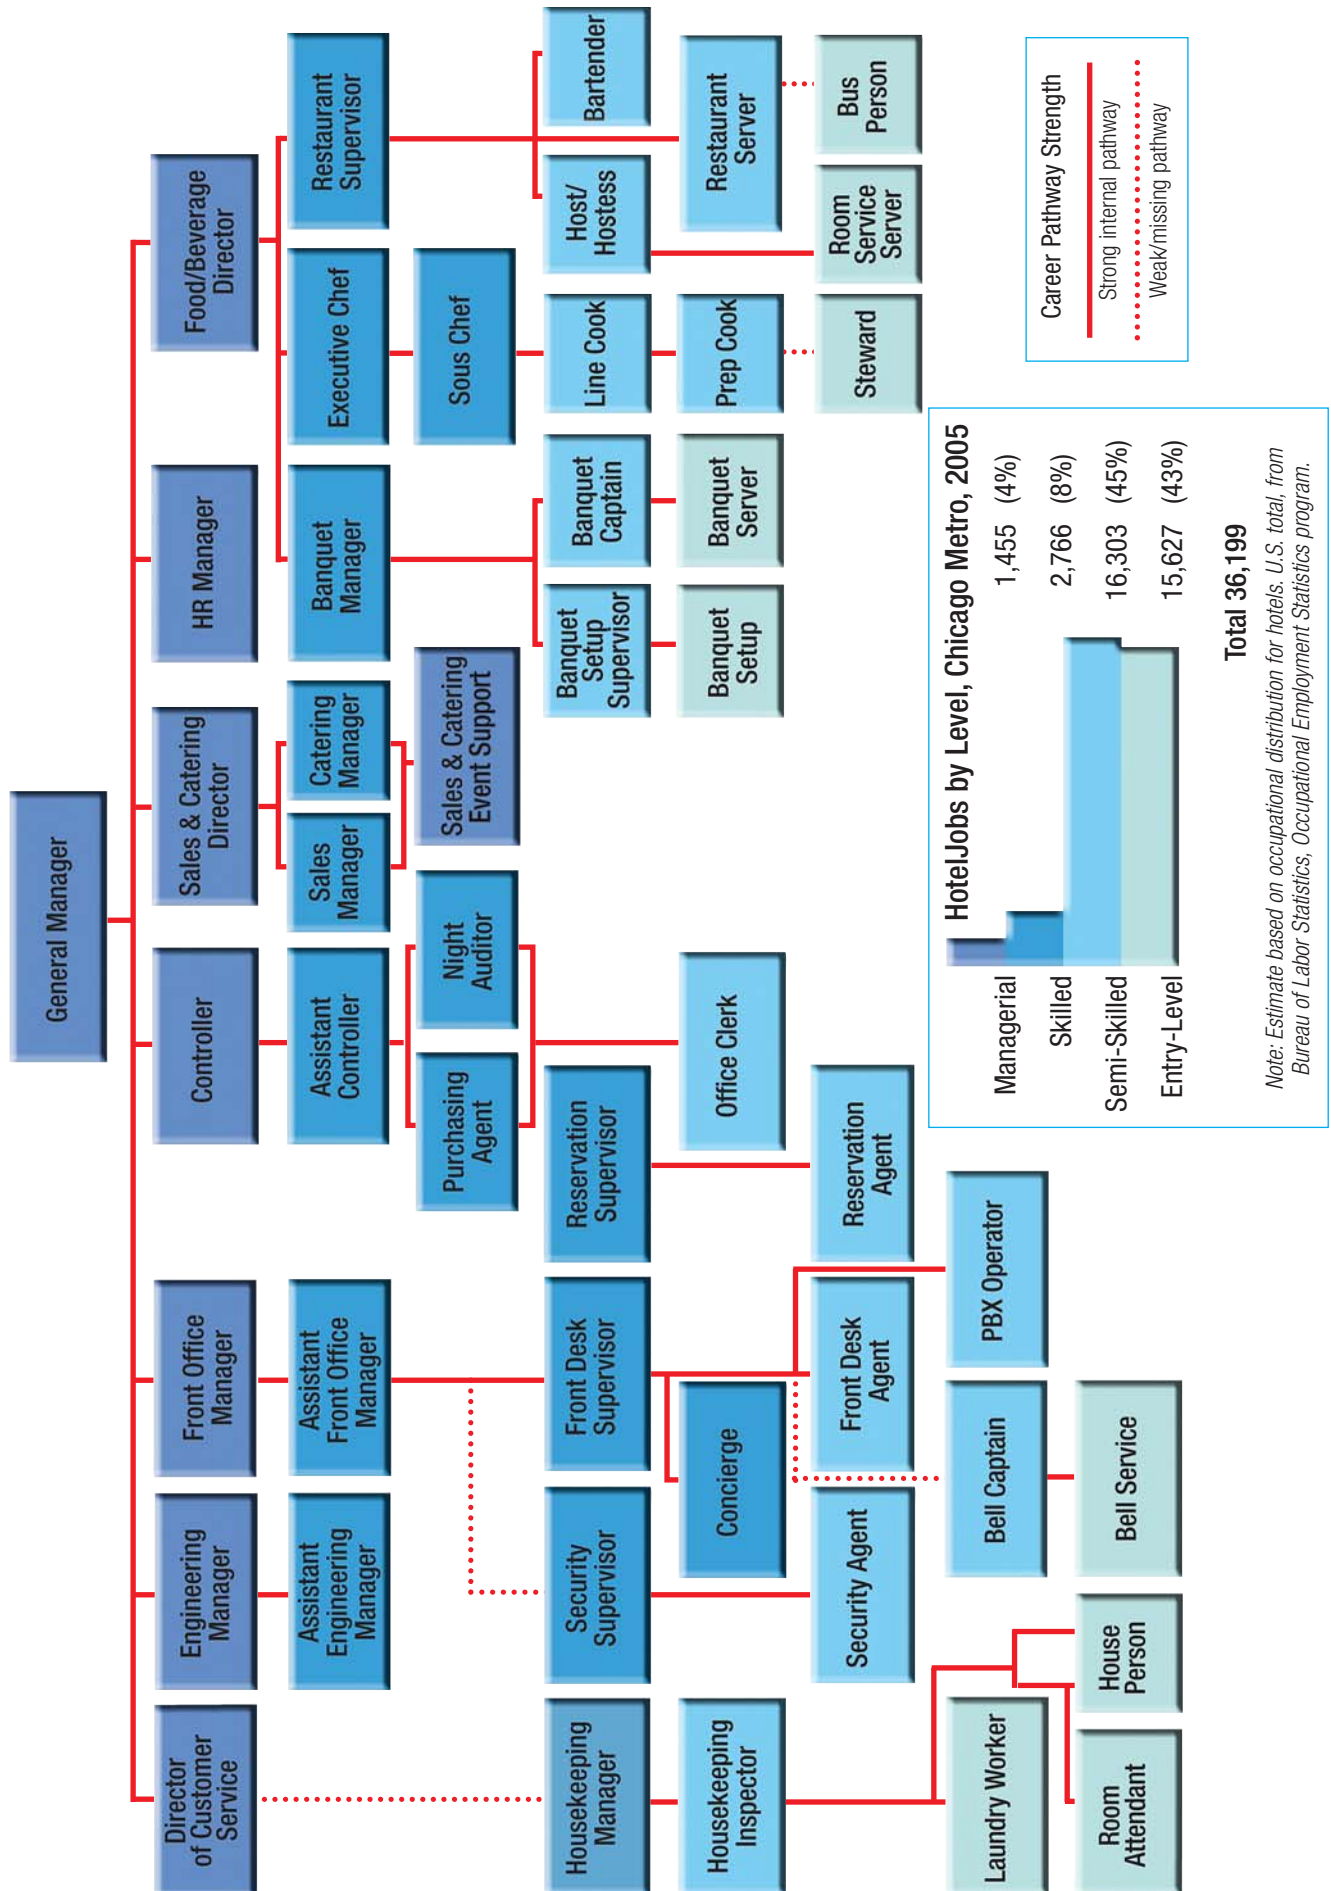 General Manager
Director
of Customer
Service
Engineering
Manager
Front Office
Manager
Controller
Sales & Catering
Director
HR Manager
Food/Beverage
Director
Assistant
Engineering
Manager
Assistant
Front Office
Manager
Assistant
Controller
Sales
Manager
Catering
Manager
Banquet
Manager
Executive Chef
Restaurant
Supervisor
Purchasing
Agent
Night
Auditor
Sales & Catering
Event Support
Sous Chef
Housekeeping
Manager
Security
Supervisor
Front Desk
Supervisor
Reservation
Supervisor
Banquet
Setup
Supervisor
Banquet
Captain
Line Cook
Host/
Hostess
Bartender
Housekeeping
Inspector
Concierge
Office Clerk
Banquet
Setup
Banquet
Server
Prep Cook
Restaurant
Server
Security Agent
Front Desk
Agent
Reservation
Agent
Steward
Room
Service
Server
Bus
Person
Laundry Worker
Bell Captain
PBX Operator
Room
Attendant
House
Person
Bell Service
HotelJobs by Level, Chicago Metro, 2005
Managerial 1,455 (4%)
Skilled 2,766 (8%)
Semi-Skilled 16,303 (45%)
Entry-Level 15,627 (43%)
Total 36,199
Note: Estimate based on occupational distribution for hotels. U.S. total, from
Bureau of Labor Statistics, Occupational Employment Statistics program.
Career Pathway Strength
Strong internal pathway
Weak/missing pathway